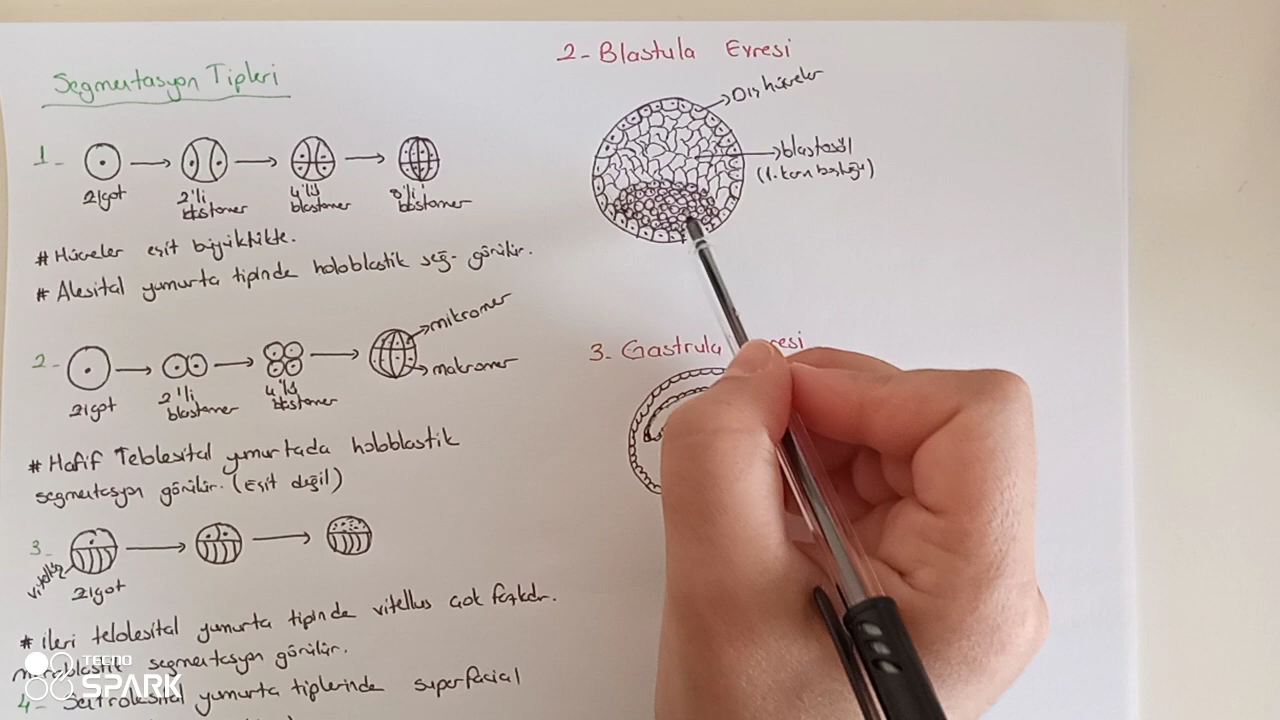 Segmentasyon Tipleri
1-
zigot
2'li blastomer
4'lü blastomer
8'li blastomer
# Hücreler eşit büyüklükte.
# Alesital yumurta tipinde holoblastik seg. görülür.
2-
mikromer
makromer
zigot
2'li blastomer
4'lü blastomer
# Hafif Teblesital yumurtada holoblastik
segmentasyon görülür. (Eşit değil)
3-
vitellüs
zigot
# ileri telolesital yumurta tipinde vitellus çok fazladır.
meroblastik segmentasyon görülür.
4- Sentrolesital yumurta tiplerinde superfacial
2- Blastula Evresi
Dış hücreler
blastosöl
(1. karın boşluğu)
3. Gastrula
TECNO
SPARK